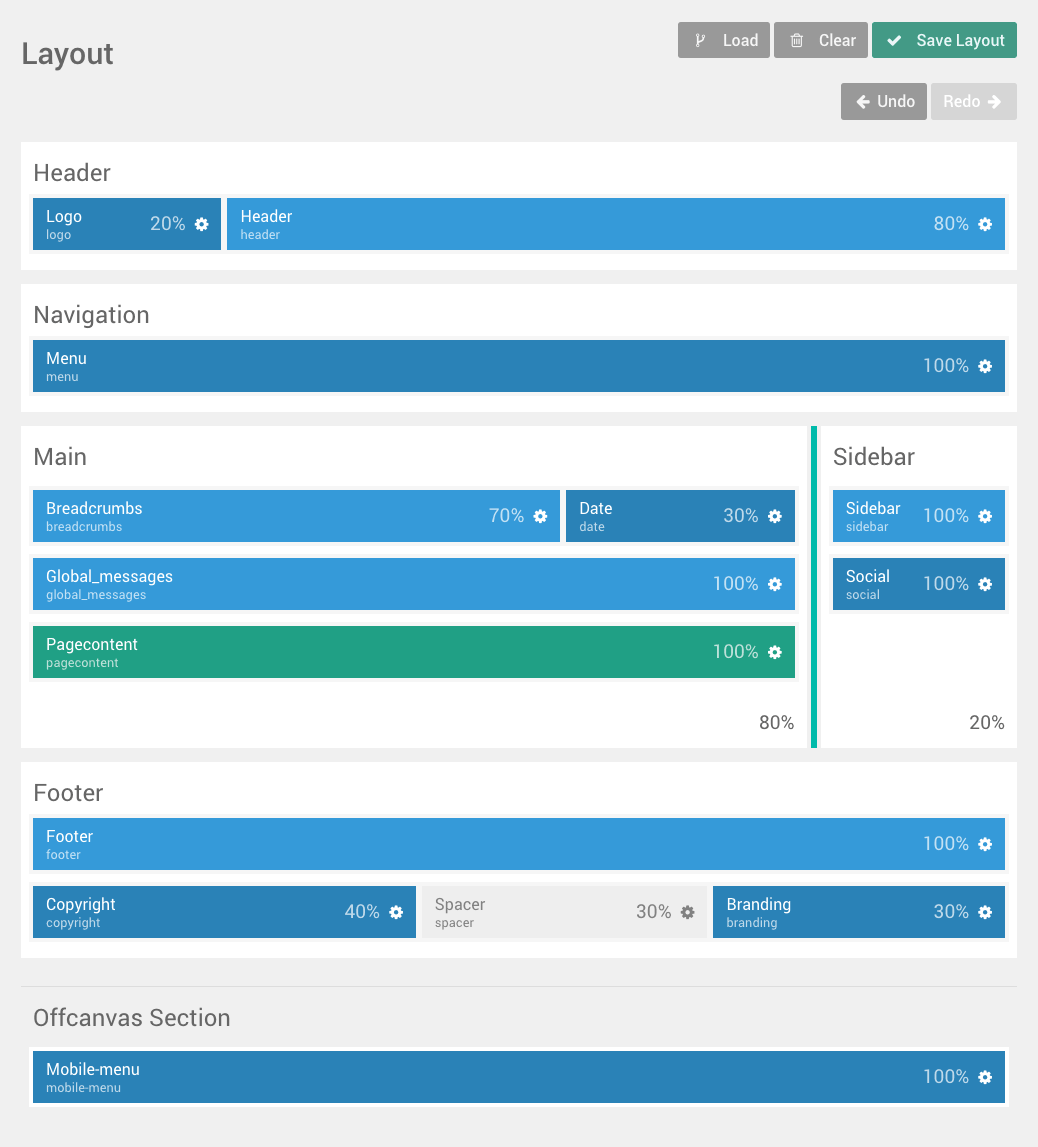 Layout
Load
Clear
Save Layout
Undo
Redo
Header
Logo
logo
20%
Header
header
80%
Navigation
Menu
menu
100%
Main
Breadcrumbs
breadcrumbs
70%
Date
date
30%
Global_messages
global_messages
100%
Pagecontent
pagecontent
100%
80%
Sidebar
Sidebar
sidebar
100%
Social
social
100%
20%
Footer
Footer
footer
100%
Copyright
copyright
40%
Spacer
spacer
30%
Branding
branding
30%
Offcanvas Section
Mobile-menu
mobile-menu
100%